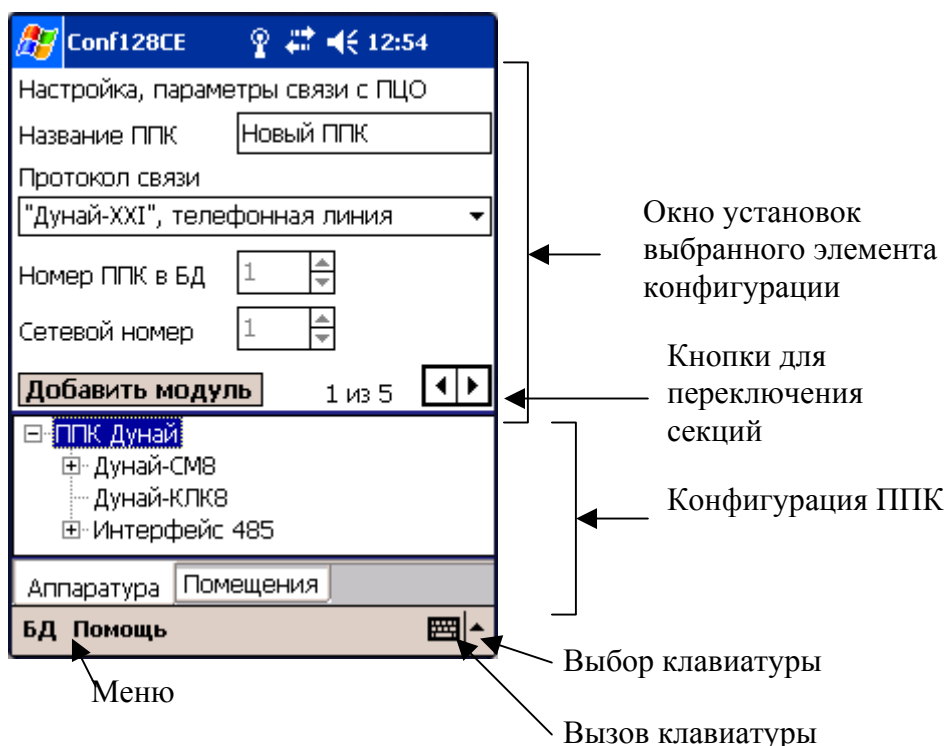 Conf128CE 12:54
Настройка, параметры связи с ПЦО
Название ППК Новый ППК
Протокол связи
"Дунай-XXI", телефонная линия
Номер ППК в БД 1
Сетевой номер 1
Добавить модуль 1 из 5
ППК Дунай
Дунай-СМ8
Дунай-КЛК8
Интерфейс 485
Аппаратура Помещения
БД Помощь
Окно установок
выбранного элемента
конфигурации
Кнопки для
переключения
секций
Конфигурация ППК
Выбор клавиатуры
Меню
Вызов клавиатуры